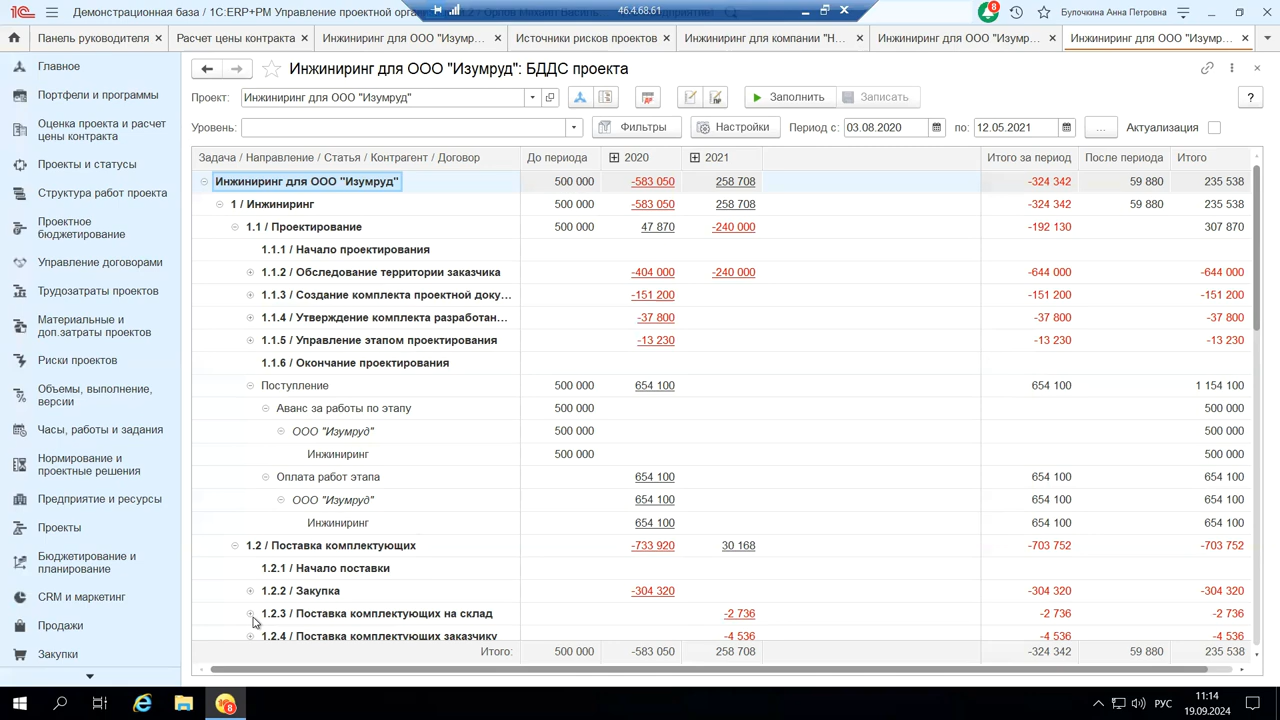 Демонстрационная база / 1C:ERP+PM Управление проектной орга
46.4.68.61
8
Булочкина Анна Петровна
Панель руководителя
Расчет цены контракта
Инжиниринг для ООО "Изумр...
Источники рисков проектов
Инжиниринг для компании "Н...
Инжиниринг для ООО "Изумр...
Инжиниринг для ООО "Изумр...
Главное
Портфели и программы
Оценка проекта и расчет
цены контракта
Проекты и статусы
Структура работ проекта
Проектное
бюджетирование
Управление договорами
Трудозатраты проектов
Материальные и
доп.затраты проектов
Риски проектов
Объемы, выполнение,
версии
Часы, работы и задания
Нормирование и
проектные решения
Предприятие и ресурсы
Проекты
Бюджетирование и
планирование
CRM и маркетинг
Продажи
Закупки
Инжиниринг для ООО "Изумруд": БДДС проекта
Проект: Инжиниринг для ООО "Изумруд" Заполнить Записать ?
Уровень: Фильтры Настройки Период с: 03.08.2020 по: 12.05.2021 ... Актуализация
Задача / Направление / Статья / Контрагент / Договор До периода 2020 2021 Итого за период После периода Итого
Инжиниринг для ООО "Изумруд" 500 000 -583 050 258 708 -324 342 59 880 235 538
1 / Инжиниринг 500 000 -583 050 258 708 -324 342 59 880 235 538
1.1 / Проектирование 500 000 47 870 -240 000 -192 130 307 870
1.1.1 / Начало проектирования
1.1.2 / Обследование территории заказчика -404 000 -240 000 -644 000 -644 000
1.1.3 / Создание комплекта проектной доку... -151 200 -151 200 -151 200
1.1.4 / Утверждение комплекта разработан... -37 800 -37 800 -37 800
1.1.5 / Управление этапом проектирования -13 230 -13 230 -13 230
1.1.6 / Окончание проектирования
Поступление 500 000 654 100 654 100 1 154 100
Аванс за работы по этапу 500 000 500 000
ООО "Изумруд" 500 000 500 000
Инжиниринг 500 000 500 000
Оплата работ этапа 654 100 654 100 654 100
ООО "Изумруд" 654 100 654 100 654 100
Инжиниринг 654 100 654 100 654 100
1.2 / Поставка комплектующих -733 920 30 168 -703 752 -703 752
1.2.1 / Начало поставки
1.2.2 / Закупка -304 320 -304 320 -304 320
1.2.3 / Поставка комплектующих на склад -2 736 -2 736 -2 736
1.2.4 / Поставка комплектующих заказчику -4 536 -4 536 -4 536
Итого: 500 000 -583 050 258 708 -324 342 59 880 235 538
8
РУС
11:14
19.09.2024